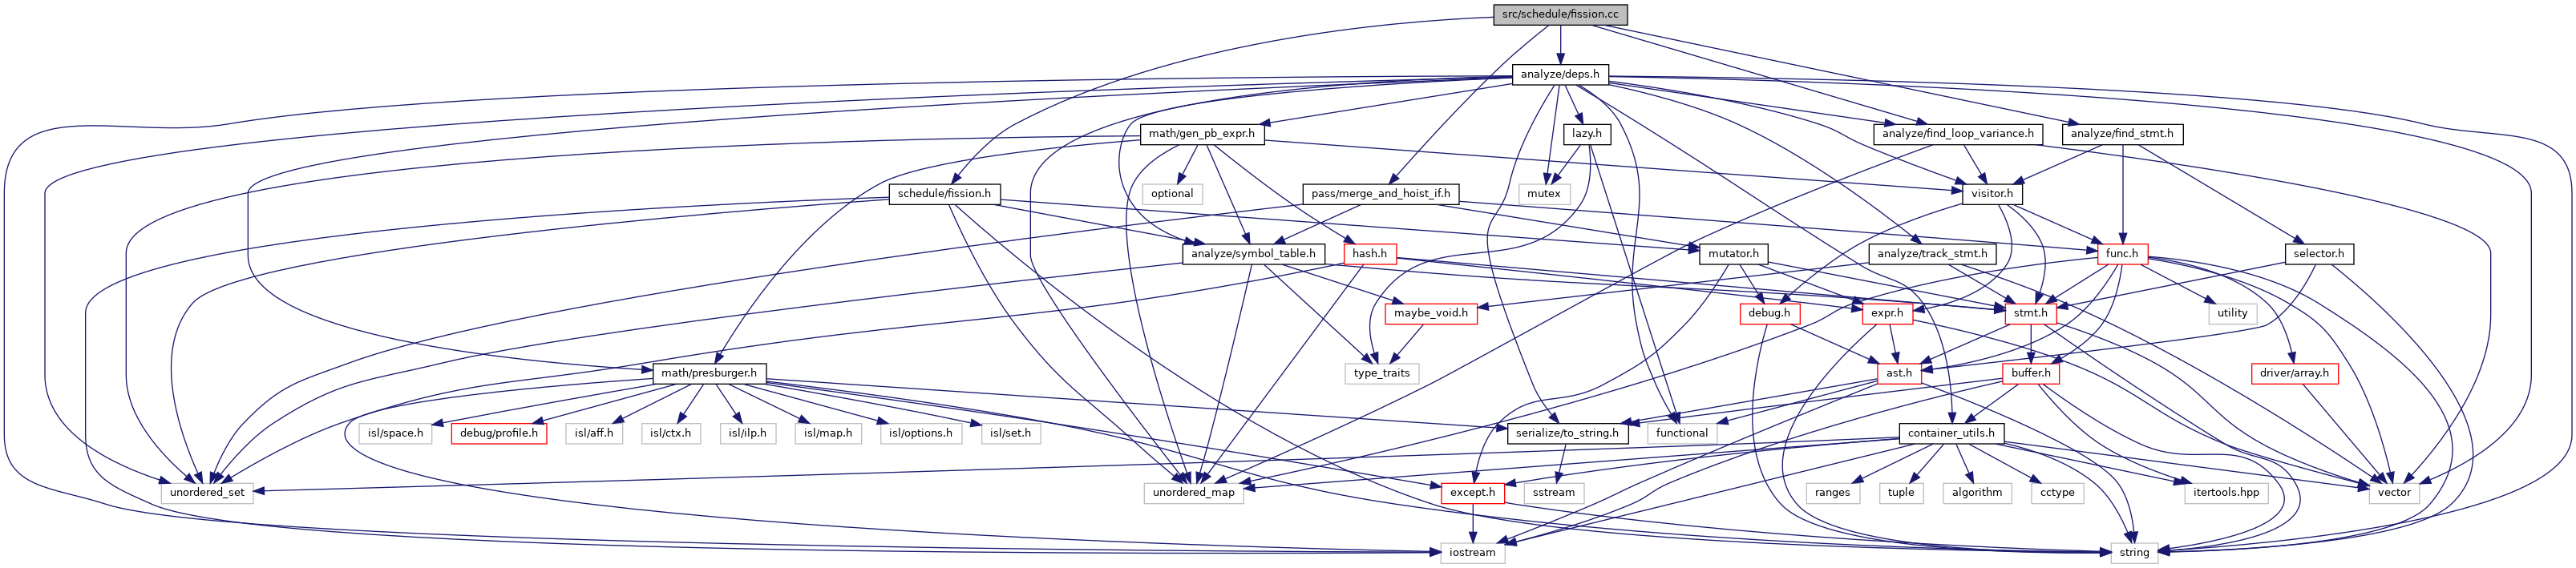 src/schedule/fission.cc
analyze/deps.h
math/gen_pb_expr.h
lazy.h
analyze/find_loop_variance.h
analyze/find_stmt.h
schedule/fission.h
optional
pass/merge_and_hoist_if.h
mutex
visitor.h
analyze/symbol_table.h
hash.h
mutator.h
analyze/track_stmt.h
func.h
selector.h
maybe_void.h
debug.h
expr.h
stmt.h
utility
math/presburger.h
type_traits
ast.h
buffer.h
driver/array.h
isl/space.h
debug/profile.h
isl/aff.h
isl/ctx.h
isl/ilp.h
isl/map.h
isl/options.h
isl/set.h
serialize/to_string.h
functional
container_utils.h
unordered_set
unordered_map
except.h
sstream
ranges
tuple
algorithm
cctype
itertools.hpp
vector
iostream
string